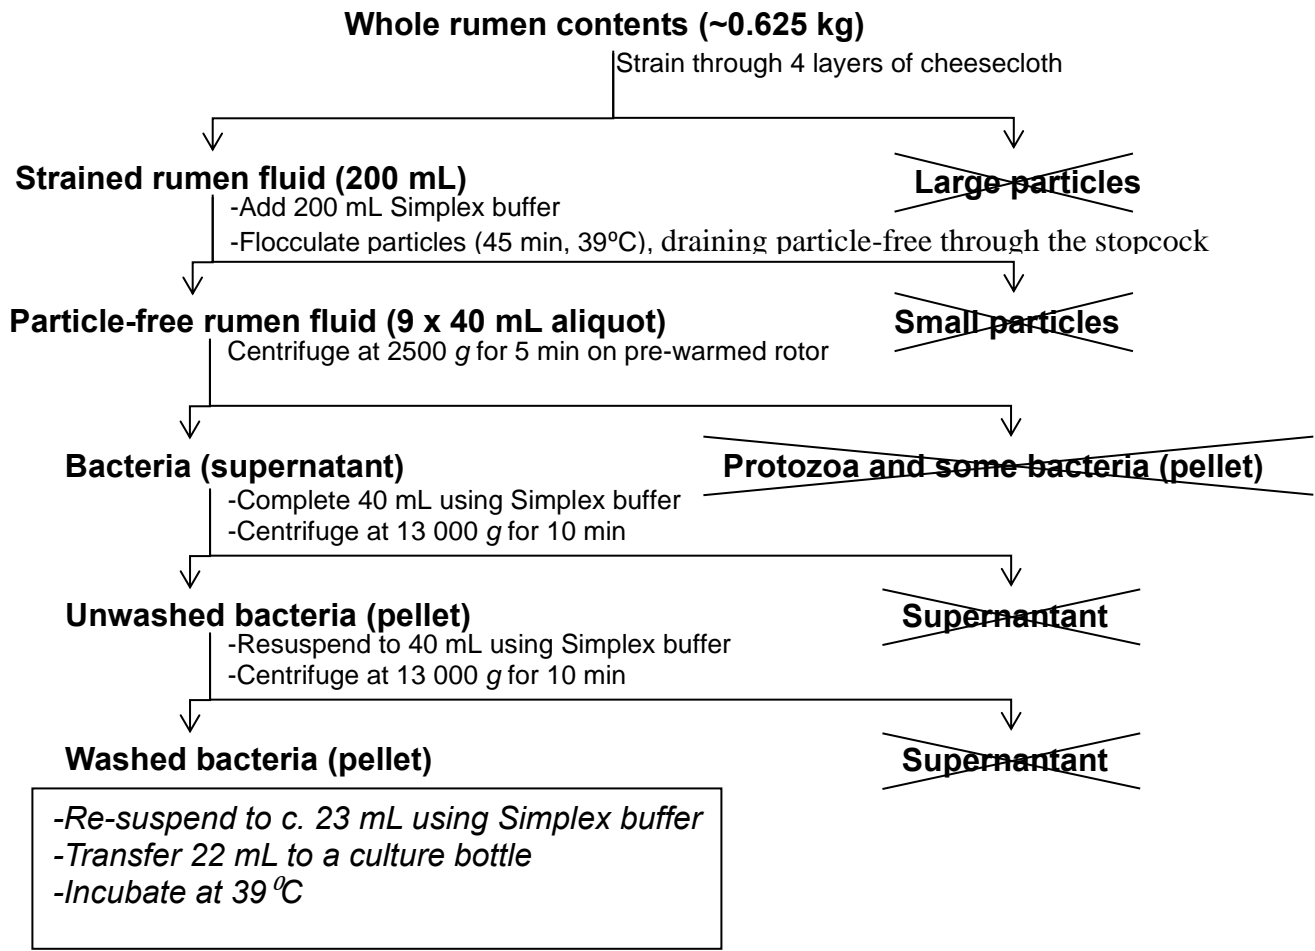 Whole rumen contents (~0.625 kg)
Strain through 4 layers of cheesecloth
Strained rumen fluid (200 mL)
Large particles
-Add 200 mL Simplex buffer
-Flocculate particles (45 min, 39ºC), draining particle-free through the stopcock
Particle-free rumen fluid (9 x 40 mL aliquot)
Small particles
Centrifuge at 2500 g for 5 min on pre-warmed rotor
Bacteria (supernatant)
Protozoa and some bacteria (pellet)
-Complete 40 mL using Simplex buffer
-Centrifuge at 13 000 g for 10 min
Unwashed bacteria (pellet)
Supernantant
-Resuspend to 40 mL using Simplex buffer
-Centrifuge at 13 000 g for 10 min
Washed bacteria (pellet)
Supernantant
-Re-suspend to c. 23 mL using Simplex buffer
-Transfer 22 mL to a culture bottle
-Incubate at 39⁰C